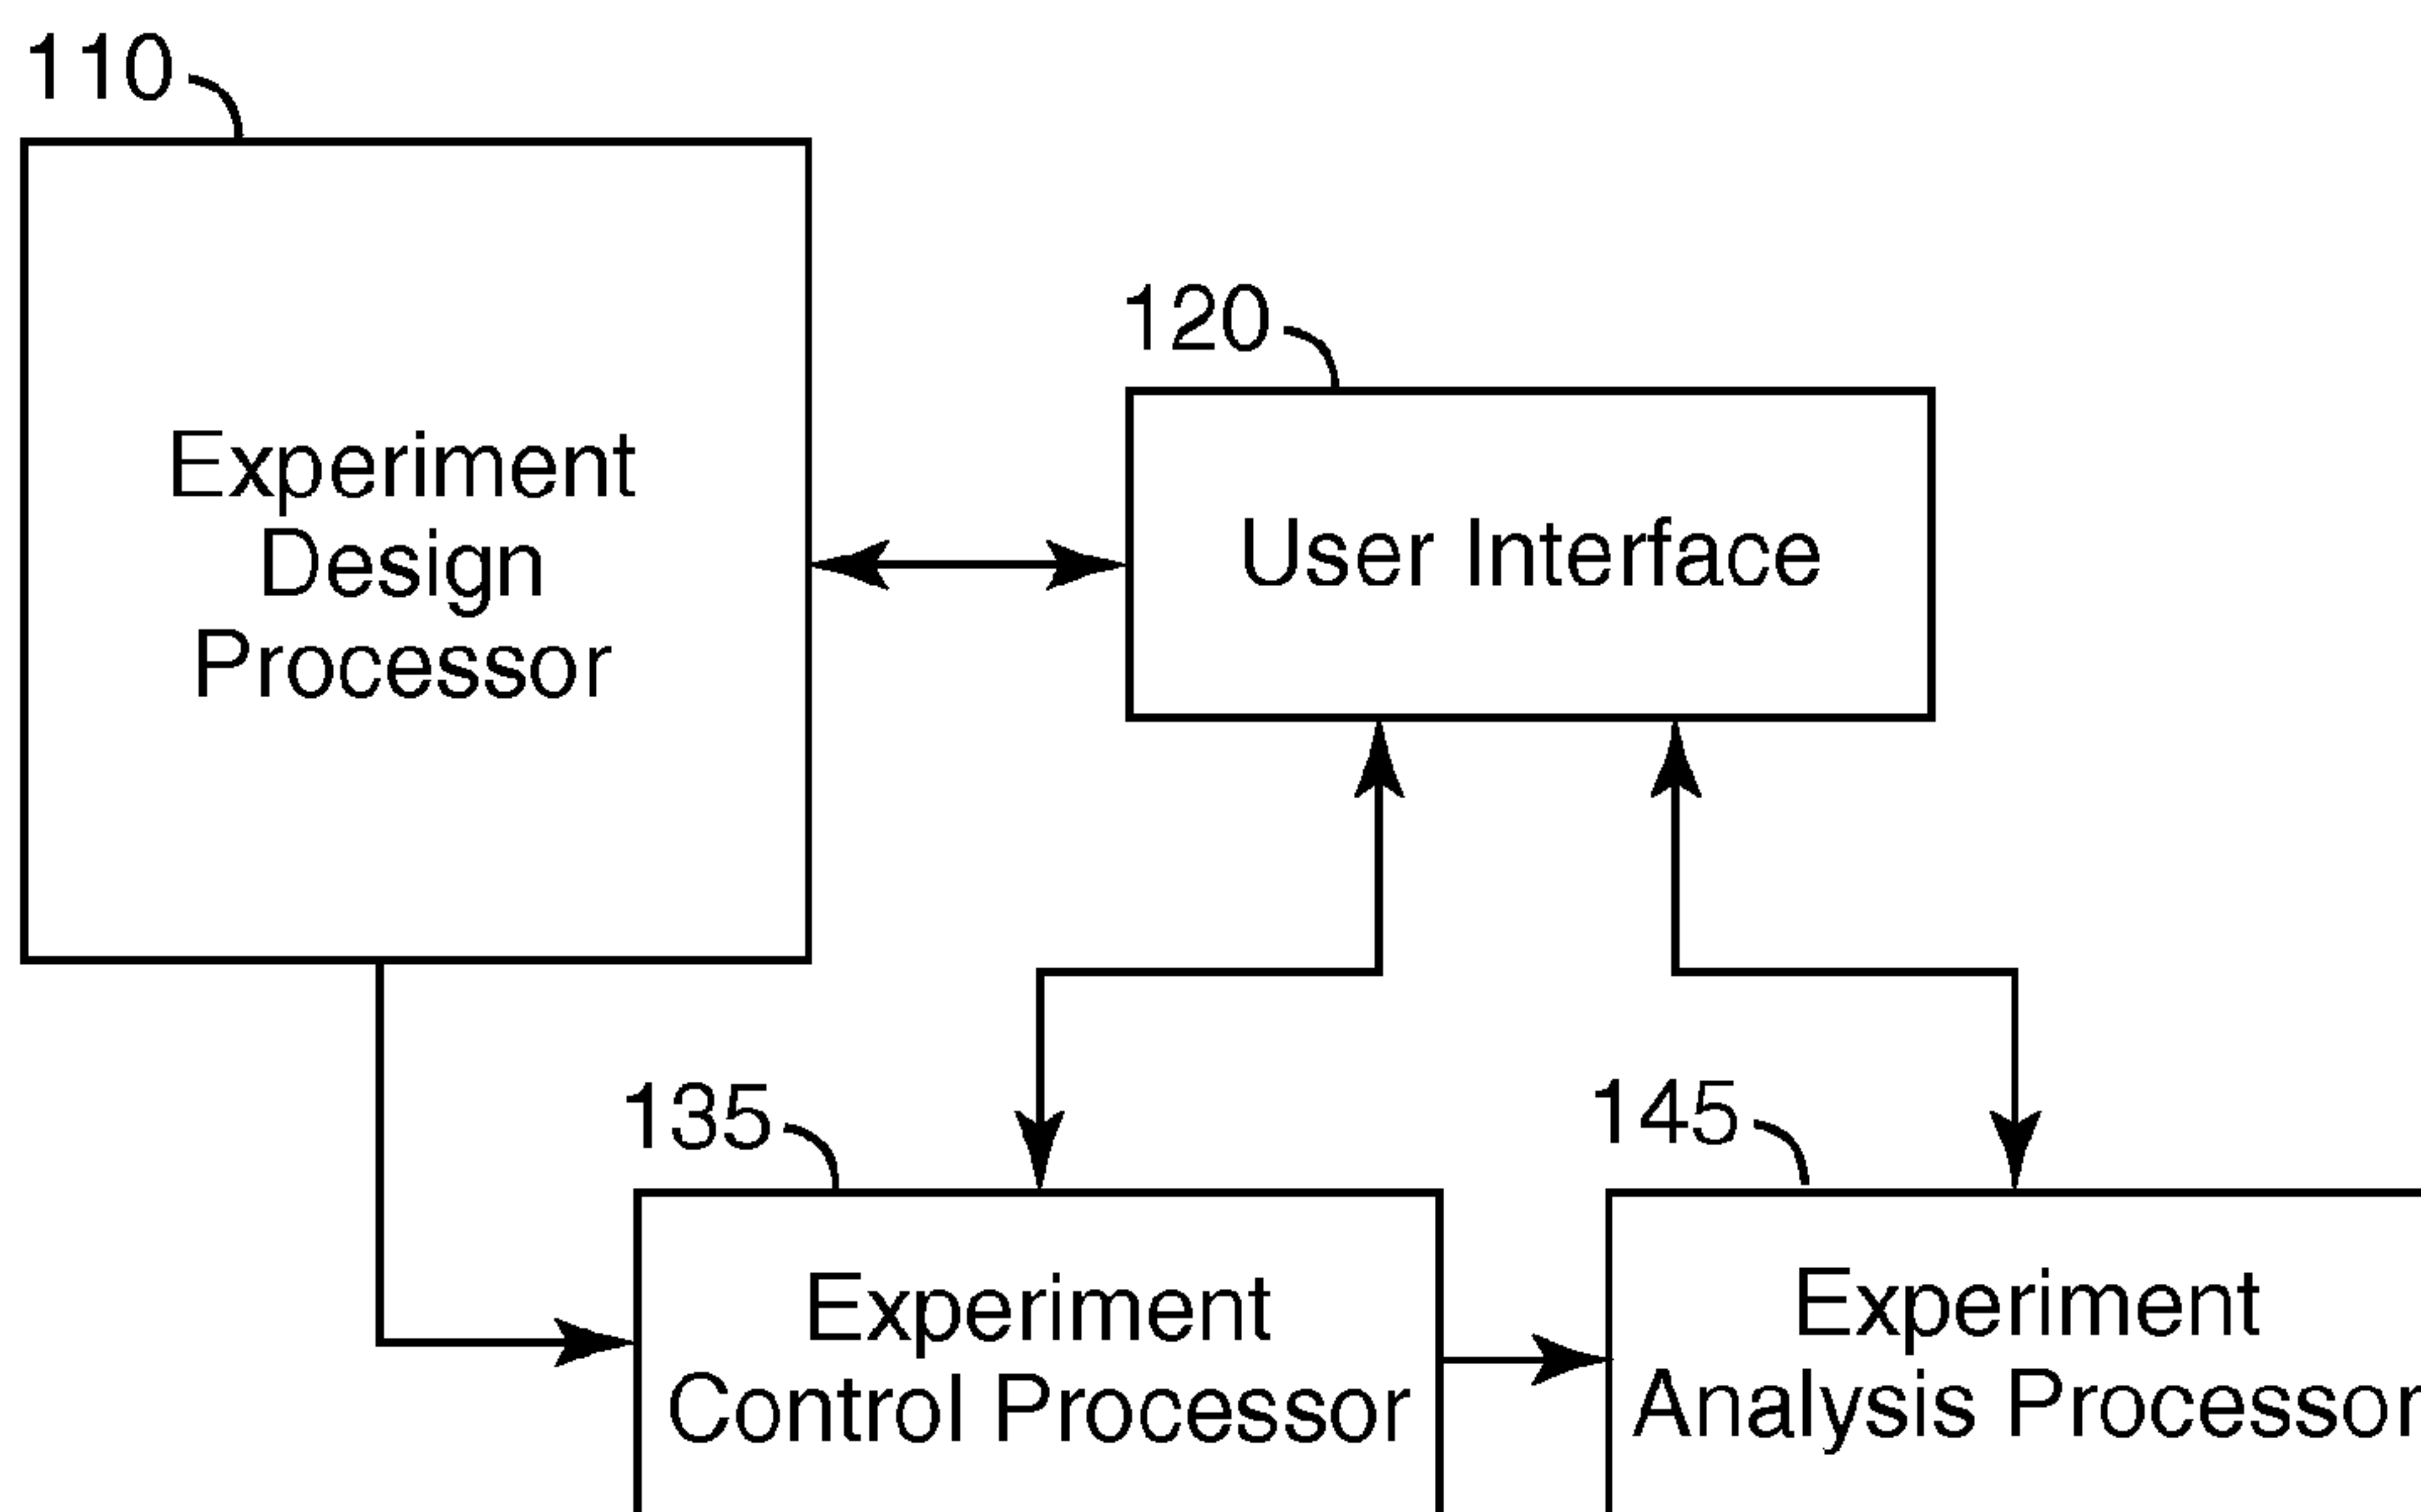 110
Experiment
Design
Processor
120
User Interface
135
Experiment
Control Processor
145
Experiment
Analysis Processor